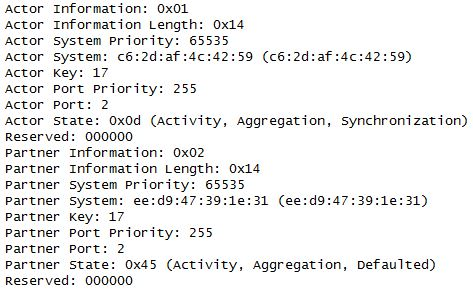 Actor Information: 0x01
Actor Information Length: 0x14
Actor System Priority: 65535
Actor System: c6:2d:af:4c:42:59 (c6:2d:af:4c:42:59)
Actor Key: 17
Actor Port Priority: 255
Actor Port: 2
Actor State: 0x0d (Activity, Aggregation, Synchronization)
Reserved: 000000
Partner Information: 0x02
Partner Information Length: 0x14
Partner System Priority: 65535
Partner System: ee:d9:47:39:1e:31 (ee:d9:47:39:1e:31)
Partner Key: 17
Partner Port Priority: 255
Partner Port: 2
Partner State: 0x45 (Activity, Aggregation, Defaulted)
Reserved: 000000